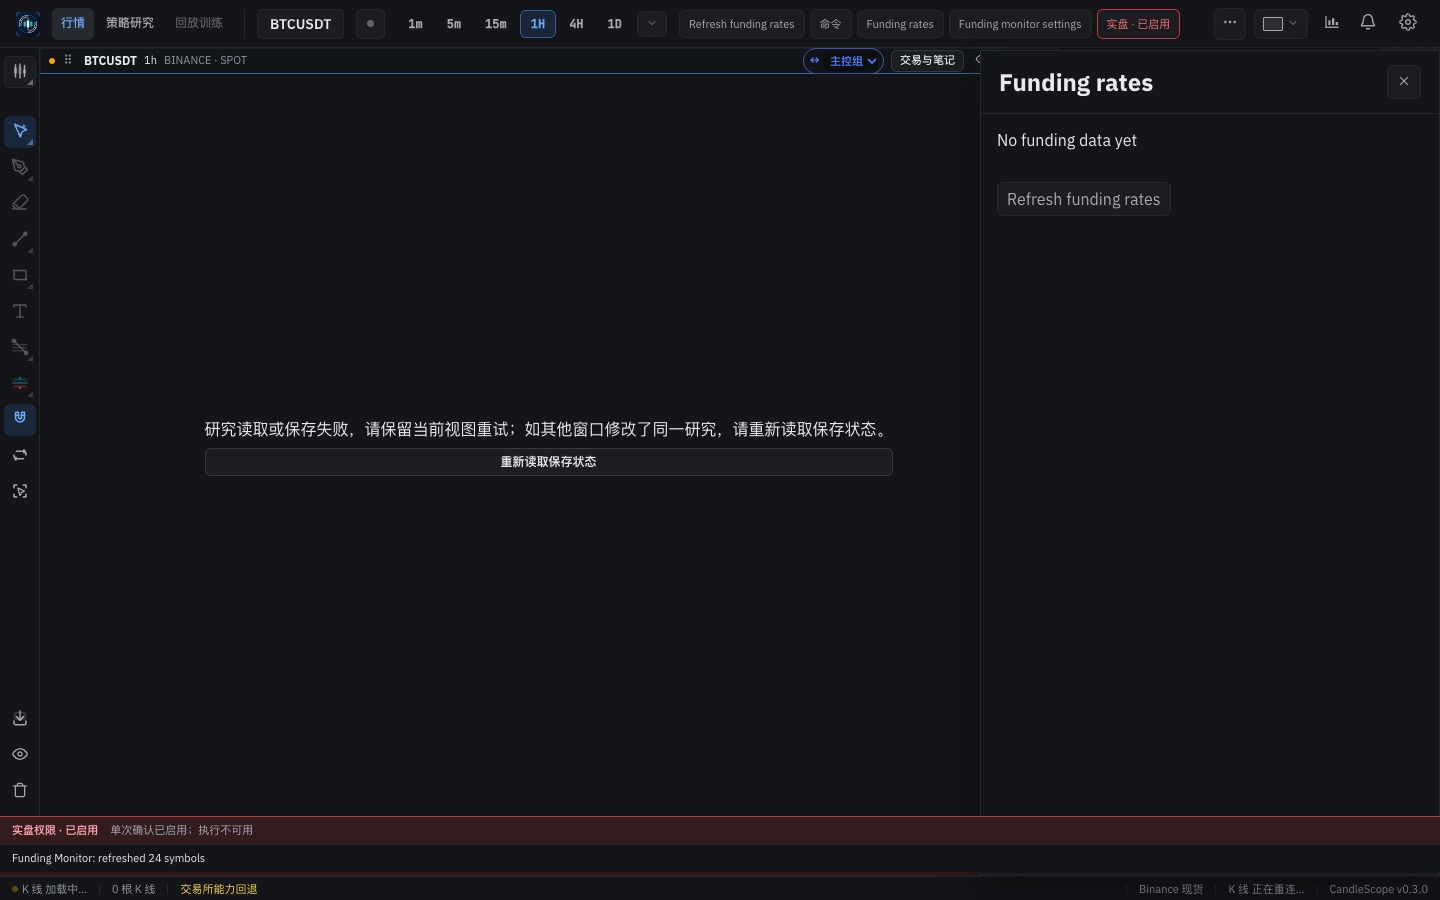 行情 策略研究 回放训练 BTCUSDT 1m 5m 15m 1H 4H 1D Refresh funding rates 命令 Funding rates Funding monitor settings 实盘 · 已启用
BTCUSDT 1h BINANCE · SPOT 主控组 交易与笔记
Funding rates
No funding data yet
Refresh funding rates
研究读取或保存失败，请保留当前视图重试；如其他窗口修改了同一研究，请重新读取保存状态。
重新读取保存状态
实盘权限 · 已启用 单次确认已启用；执行不可用
Funding Monitor: refreshed 24 symbols
K 线 加载中... 0 根 K 线 交易所能力回退 Binance 现货 K 线 正在重连... CandleScope v0.3.0